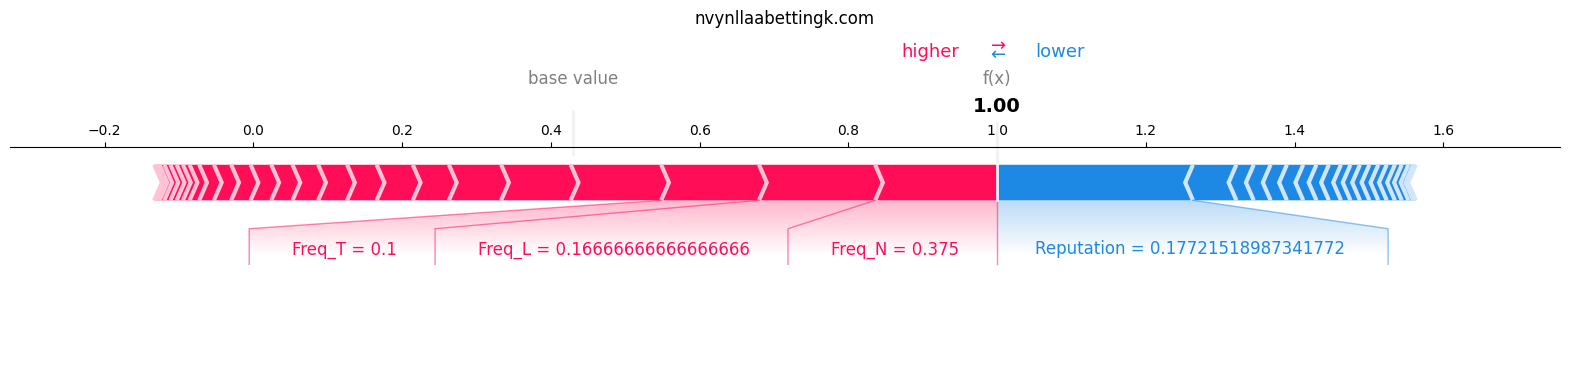 nvynllaabettingk.com
higher ⇄ lower
base value f(x)
1.00
−0.2 0.0 0.2 0.4 0.6 0.8 1.0 1.2 1.4 1.6
Freq_T = 0.1 Freq_L = 0.16666666666666666 Freq_N = 0.375 Reputation = 0.17721518987341772